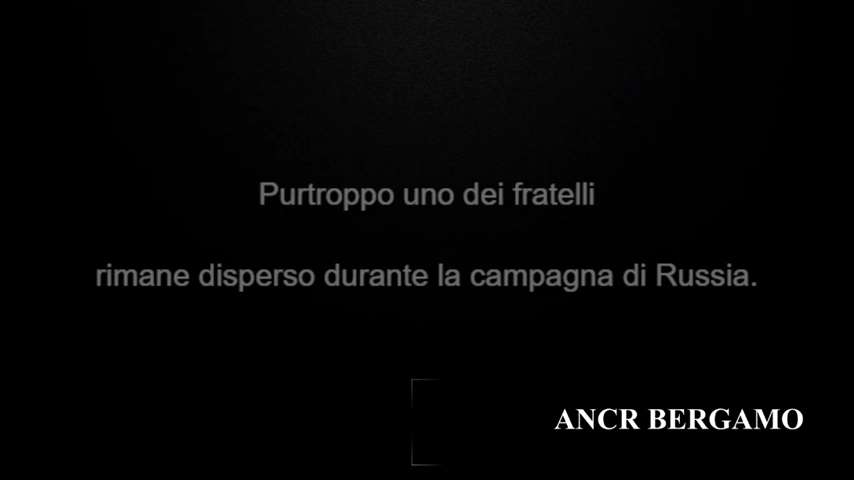 Purtroppo uno dei fratelli
rimane disperso durante la campagna di Russia.
ANCR BERGAMO